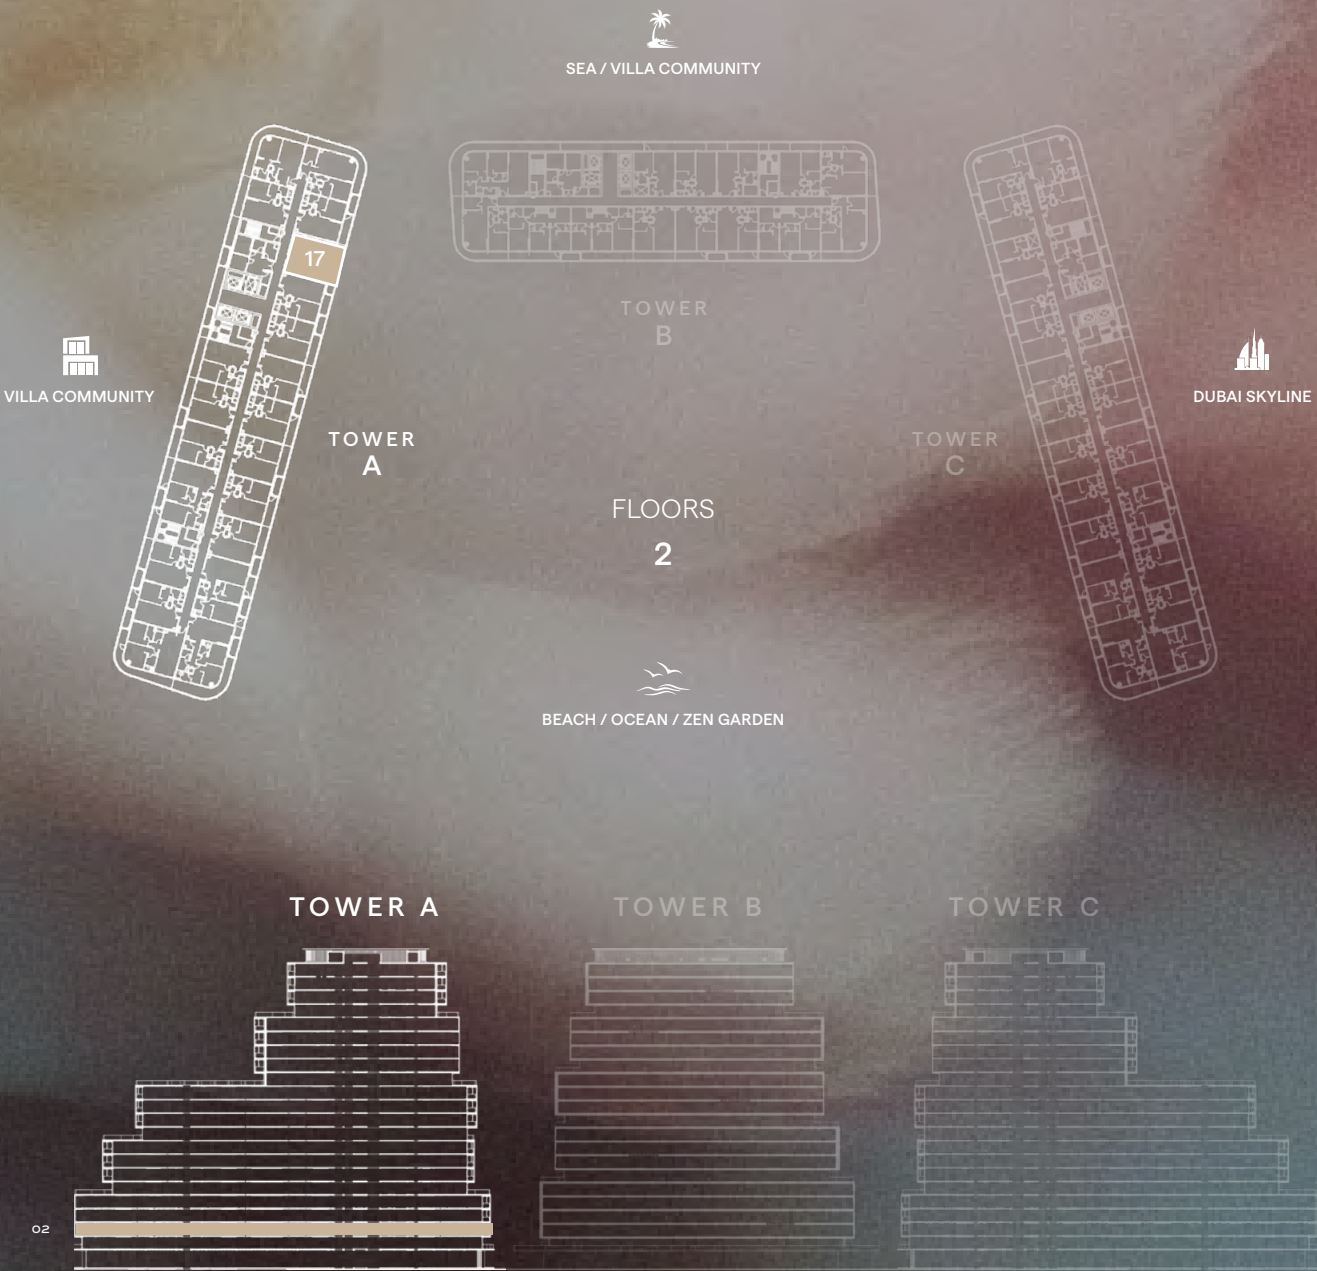 SEA / VILLA COMMUNITY
17
TOWER
B
VILLA COMMUNITY
DUBAI SKYLINE
TOWER
A
TOWER
C
FLOORS
2
BEACH / OCEAN / ZEN GARDEN
TOWER A
TOWER B
TOWER C
02